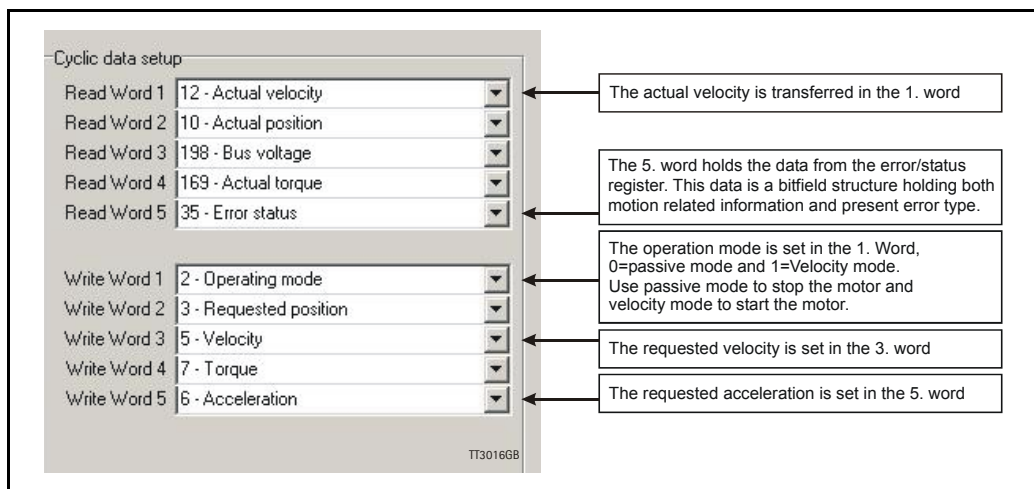 Cyclic data setup
Read Word 1 12 - Actual velocity
Read Word 2 10 - Actual position
Read Word 3 198 - Bus voltage
Read Word 4 169 - Actual torque
Read Word 5 35 - Error status
Write Word 1 2 - Operating mode
Write Word 2 3 - Requested position
Write Word 3 5 - Velocity
Write Word 4 7 - Torque
Write Word 5 6 - Acceleration
TT3016GB
The actual velocity is transferred in the 1. word
The 5. word holds the data from the error/status
register. This data is a bitfield structure holding both
motion related information and present error type.
The operation mode is set in the 1. Word,
0=passive mode and 1=Velocity mode.
Use passive mode to stop the motor and
velocity mode to start the motor.
The requested velocity is set in the 3. word
The requested acceleration is set in the 5. word